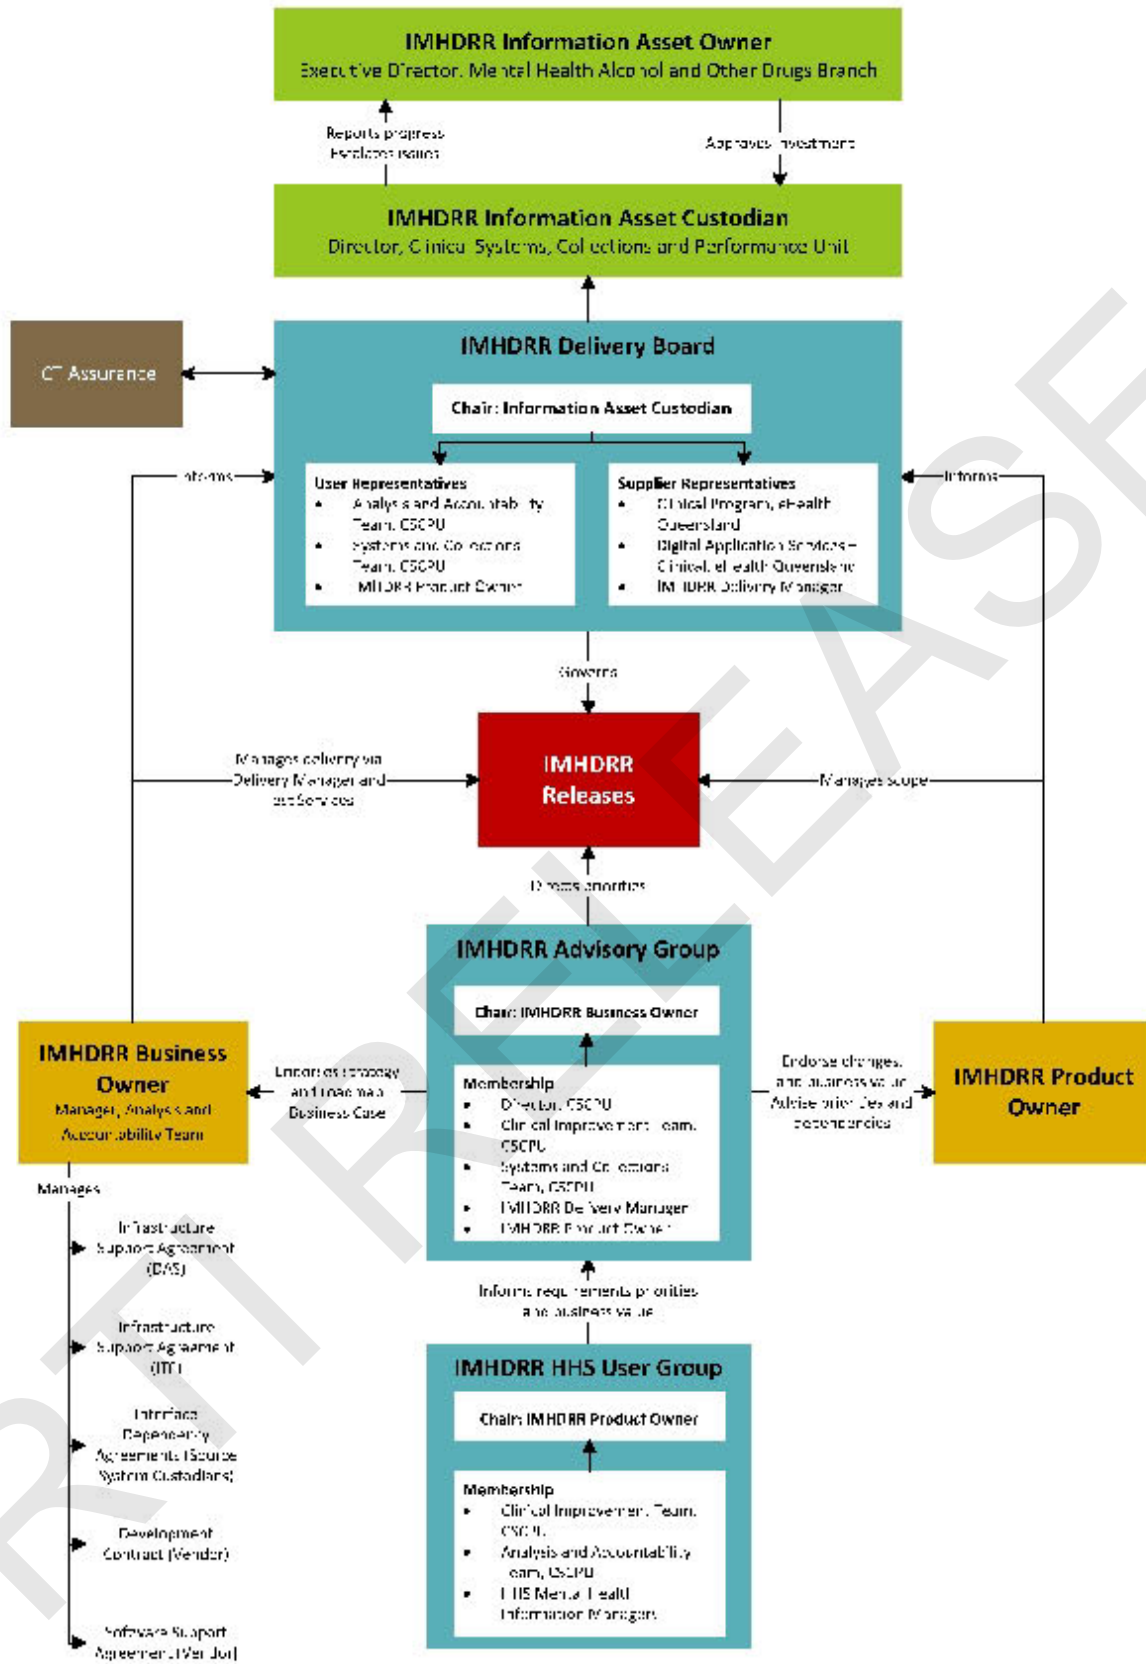 IMHDRR Information Asset Owner
Executive Director, Mental Health Alcohol and Other Drugs Branch
Reports progress
Escalates issues
Approves investment
IMHDRR Information Asset Custodian
Director, Clinical Systems, Collections and Performance Unit
IMHDRR Delivery Board
Assurance
Chair: Information Asset Custodian
Informs
Informs
User Representatives
• Analysis and Accountability
Team, CSCPU
• Systems and Collections
Team, CSCPU
• IMHDRR Product Owner
Supplier Representatives
• Clinical Program, eHealth
Queensland
• Digital Application Services –
Clinical, eHealth Queensland
• IMHDRR Delivery Manager
Governs
IMHDRR
Releases
Manages delivery via
Delivery Manager and
Services
Manages scope
Directs priorities
IMHDRR Advisory Group
Chair: IMHDRR Business Owner
Membership
• Director, CSCPU
• Clinical Improvement Team,
CSCPU
• Systems and Collections
Team, CSCPU
• IMHDRR Delivery Manager
• IMHDRR Product Owner
IMHDRR Business
Owner
Manager, Analysis and
Accountability Team
Endorses strategy
and roadmap
Business Case
Endorse changes,
and business value
Advise priorities and
dependencies
IMHDRR Product
Owner
Manages
Infrastructure
Support Agreement
(DAS)
Infrastructure
Support Agreement
Interface
Dependency
Agreements (Source
System Custodians)
Development
Contract (Vendor)
Software Support
Agreement (Vendor)
Informs requirements priorities
and business value
IMHDRR HHS User Group
Chair: IMHDRR Product Owner
Membership
• Clinical Improvement Team,
CSCPU
• Analysis and Accountability
Team, CSCPU
• HHS Mental Health
Information Managers
RTI RELEASE